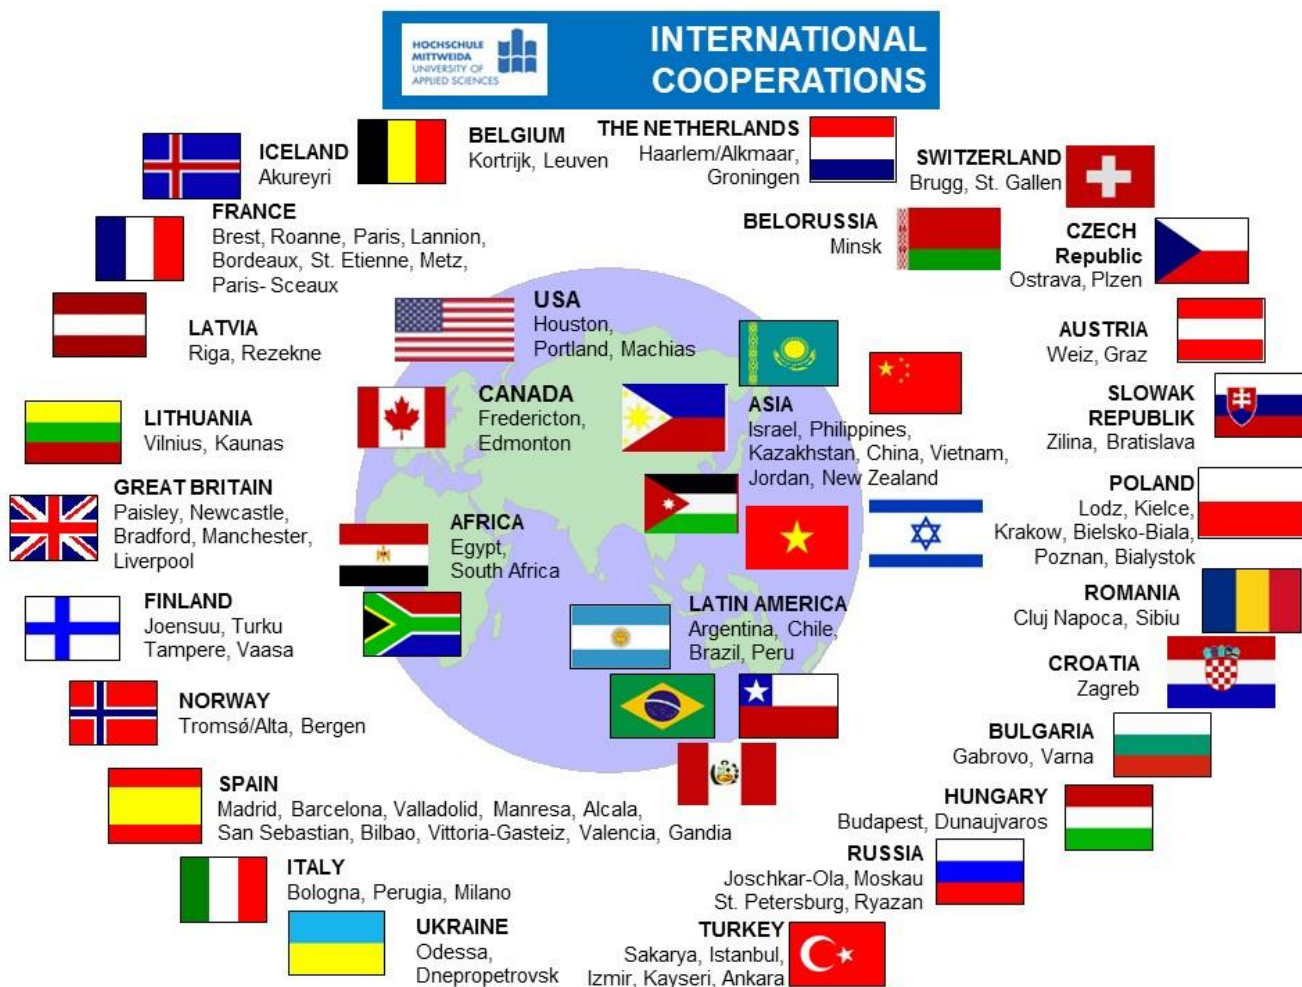 HOCHSCHULE
MITTWEIDA
UNIVERSITY OF
APPLIED SCIENCES
INTERNATIONAL
COOPERATIONS
ICELAND
Akureyri
BELGIUM
Kortrijk, Leuven
THE NETHERLANDS
Haarlem/Alkmaar,
Groningen
SWITZERLAND
Brugg, St. Gallen
FRANCE
Brest, Roanne, Paris, Lannion,
Bordeaux, St. Etienne, Metz,
Paris- Sceaux
BELORUSSIA
Minsk
CZECH
Republic
Ostrava, Plzen
LATVIA
Riga, Rezekne
USA
Houston,
Portland, Machias
AUSTRIA
Weiz, Graz
LITHUANIA
Vilnius, Kaunas
CANADA
Fredericton,
Edmonton
ASIA
Israel, Philippines,
Kazakhstan, China, Vietnam,
Jordan, New Zealand
SLOWAK
REPUBLIK
Zilina, Bratislava
GREAT BRITAIN
Paisley, Newcastle,
Bradford, Manchester,
Liverpool
AFRICA
Egypt,
South Africa
POLAND
Lodz, Kielce,
Krakow, Bielsko-Biala,
Poznan, Bialystok
FINLAND
Joensuu, Turku
Tampere, Vaasa
LATIN AMERICA
Argentina, Chile,
Brazil, Peru
ROMANIA
Cluj Napoca, Sibiu
CROATIA
Zagreb
NORWAY
Tromsǿ/Alta, Bergen
BULGARIA
Gabrovo, Varna
SPAIN
Madrid, Barcelona, Valladolid, Manresa, Alcala,
San Sebastian, Bilbao, Vittoria-Gasteiz, Valencia, Gandia
HUNGARY
Budapest, Dunaujvaros
ITALY
Bologna, Perugia, Milano
RUSSIA
Joschkar-Ola, Moskau
St. Petersburg, Ryazan
UKRAINE
Odessa,
Dnepropetrovsk
TURKEY
Sakarya, Istanbul,
Izmir, Kayseri, Ankara